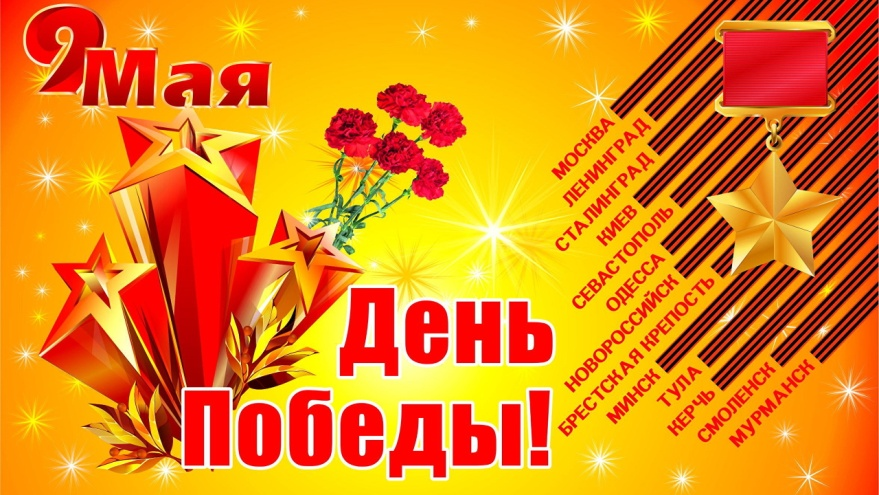 9 Мая
День
Победы!
МОСКВА
ЛЕНИНГРАД
СТАЛИНГРАД
КИЕВ
СЕВАСТОПОЛЬ
ОДЕССА
НОВОРОССИЙСК
БРЕСТСКАЯ КРЕПОСТЬ
МИНСК
ТУЛА
КЕРЧЬ
СМОЛЕНСК
МУРМАНСК